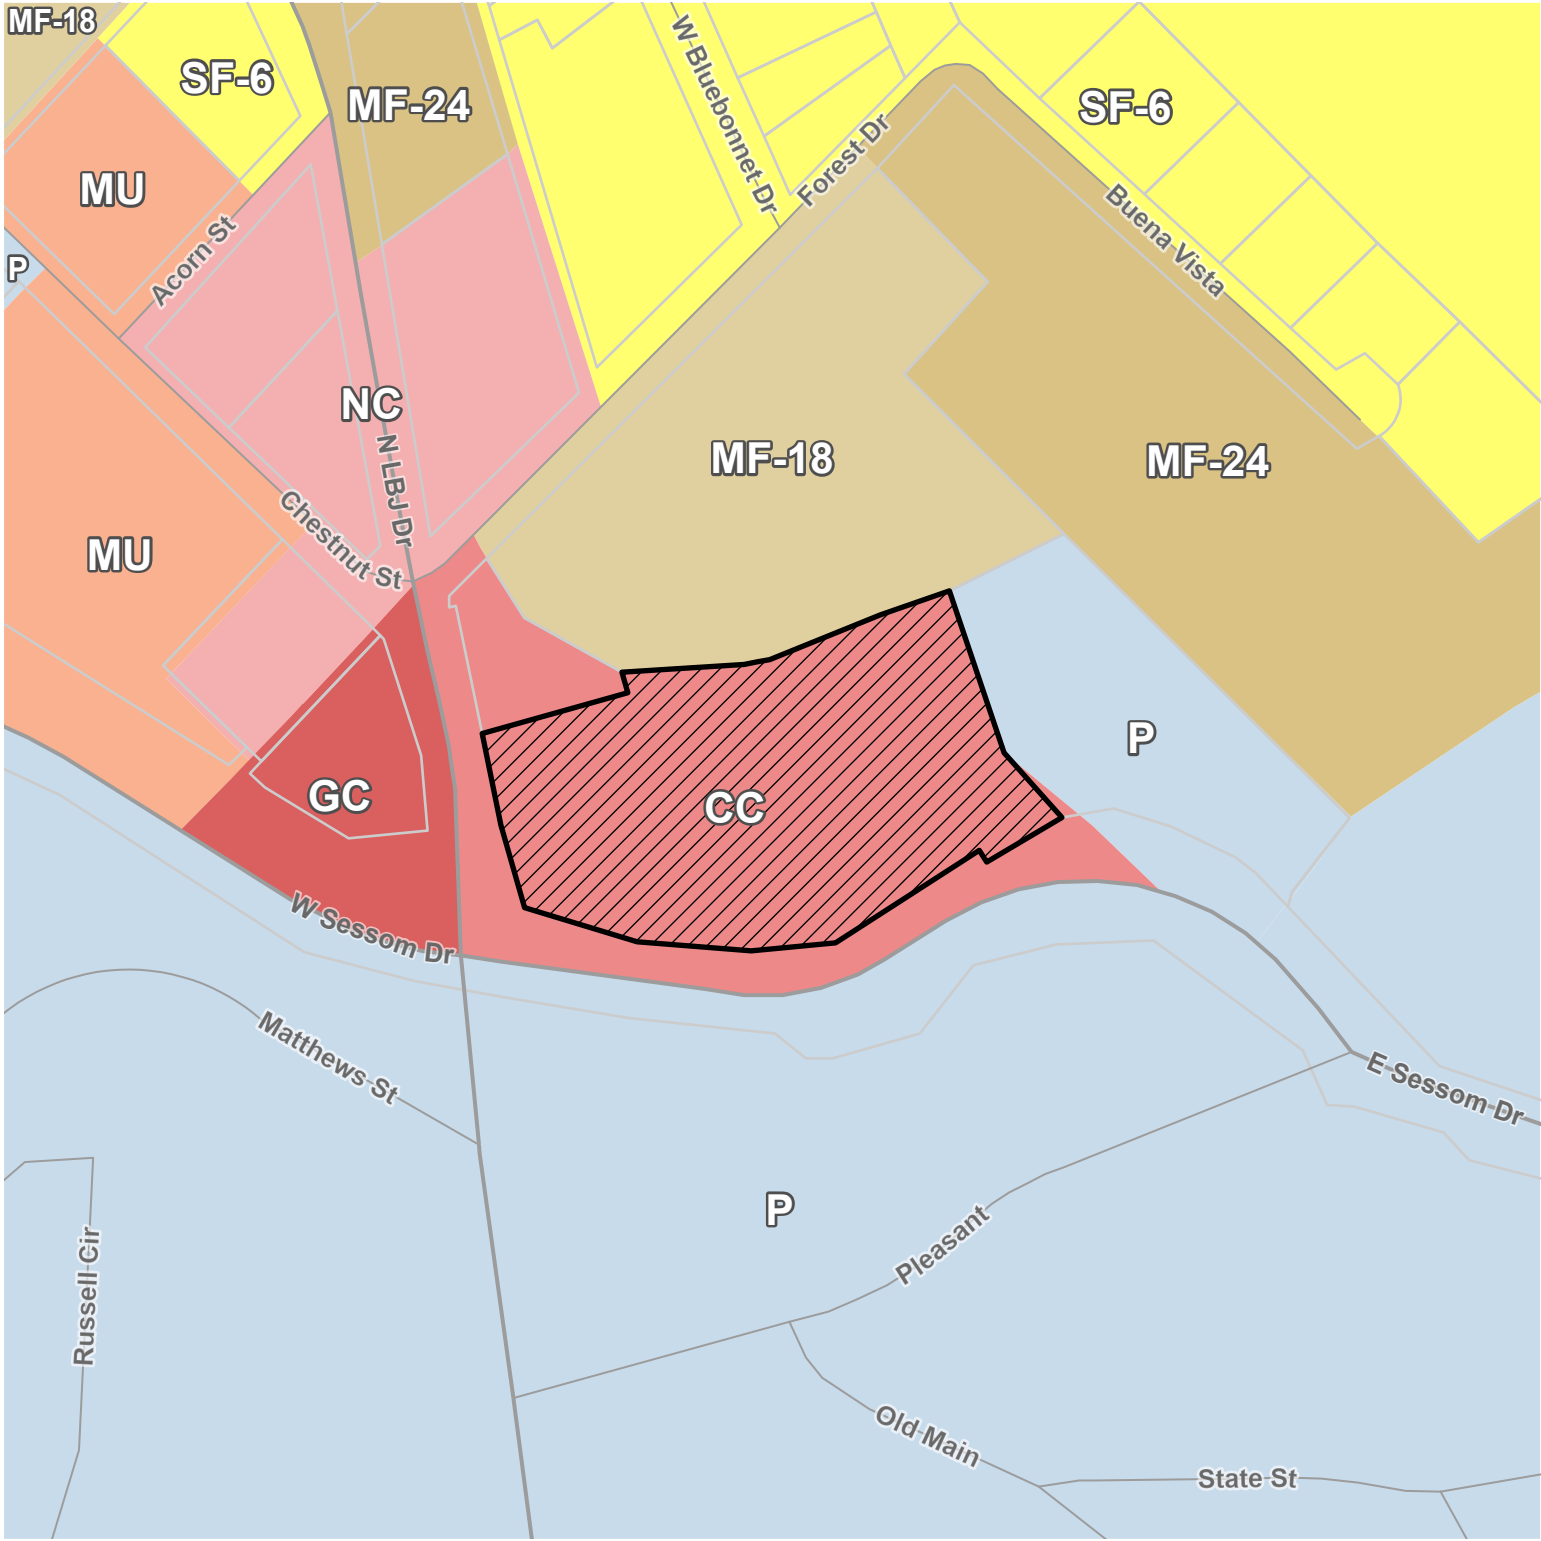 MF-18
SF-6
MF-24
W Bluebonnet Dr
SF-6
MU
Forest Dr
Acorn St
Buena Vista
P
NC
N LBJ Dr
MF-18
MF-24
Chestnut St
MU
P
GC
CC
W Sessom Dr
Matthews St
E Sessom Dr
P
Pleasant
Russell Cir
Old Main
State St